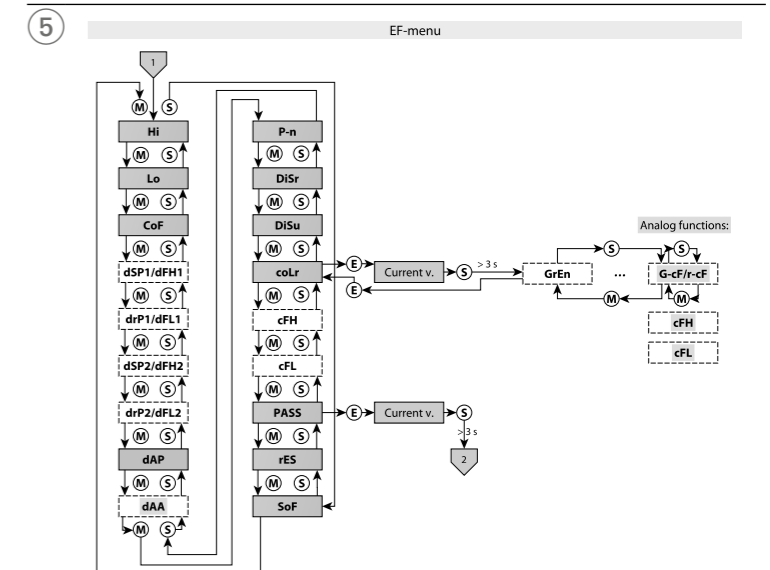 5
EF-menu
1
M S
Hi
M S
Lo
M S
CoF
M S
dSP1/dFH1
M S
drP1/dFL1
M S
dSP2/dFH2
M S
drP2/dFL2
M S
dAP
M S
dAA
M S
P-n
M S
DiSr
M S
DiSu
M S
coLr
M S
cFH
M S
cFL
M S
PASS
M S
rES
M S
SoF
E
Current v.
S
> 3 s
E
GrEn
S
...
M
Analog functions:
S
G-cF/r-cF
M
cFH
cFL
E
Current v.
S
> 3 s
2